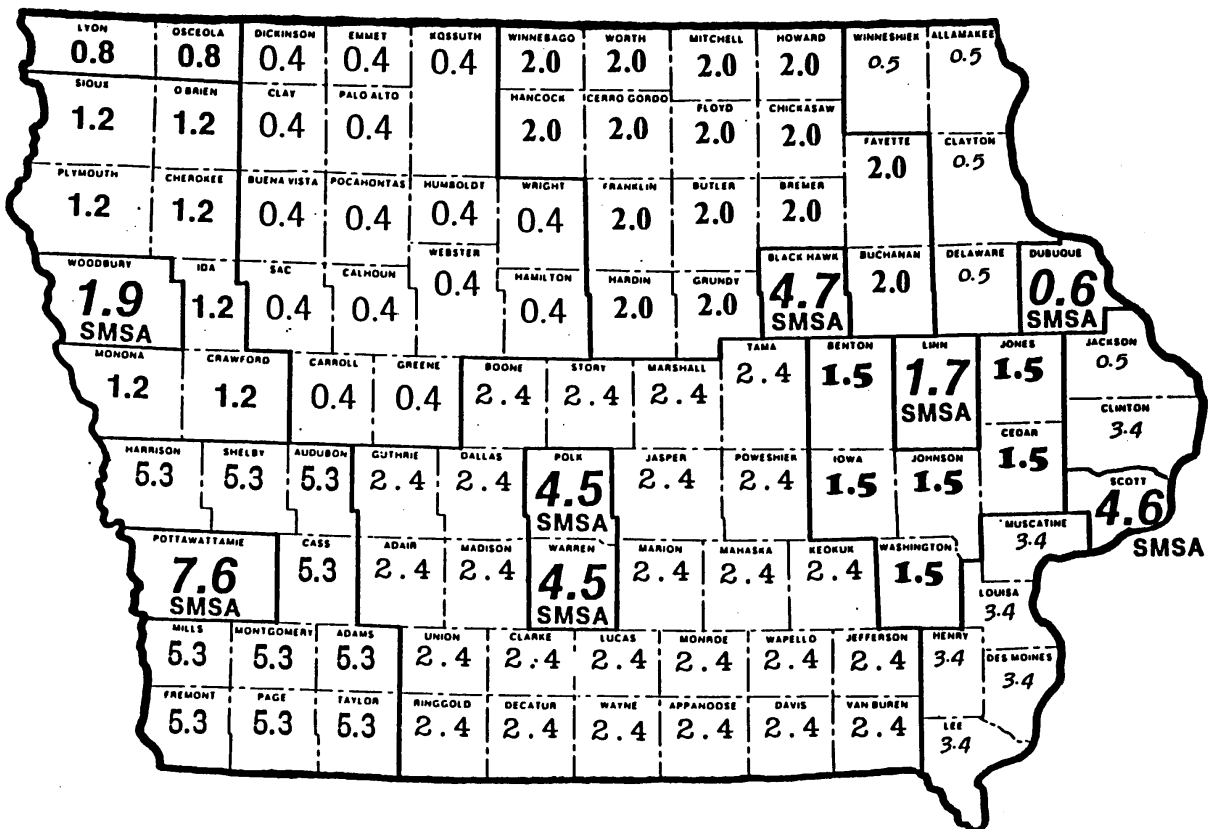 LYON OSCEOLA DICKINSON EMMET KOSSUTH WINNEBAGO WORTH MITCHELL HOWARD WINNESHIEK ALLAMAKEE
0.8 0.8 0.4 0.4 0.4 2.0 2.0 2.0 2.0 0.5 0.5
SIOUX O BRIEN CLAY PALO ALTO HANCOCK CERRO GORDO FLOYD CHICKASAW
1.2 1.2 0.4 0.4 2.0 2.0 2.0 2.0
FAYETTE CLAYTON
2.0 0.5
PLYMOUTH CHEROKEE BUENA VISTA POCAHONTAS HUMBOLDT WRIGHT FRANKLIN BUTLER BREMER
1.2 1.2 0.4 0.4 0.4 0.4 2.0 2.0 2.0
WOODBURY IDA SAC CALHOUN WEBSTER HAMILTON HARDIN GRUNDY BLACK HAWK BUCHANAN DELAWARE DUBUQUE
1.9 1.2 0.4 0.4 0.4 0.4 2.0 2.0 4.7 2.0 0.5 0.6
SMSA SMSA SMSA
MONONA CRAWFORD CARROLL GREENE BOONE STORY MARSHALL TAMA BENTON LINN JONES JACKSON
1.2 1.2 0.4 0.4 2.4 2.4 2.4 2.4 1.5 1.7 1.5 0.5
SMSA
CLINTON
3.4
HARRISON SHELBY AUDUBON GUTHRIE DALLAS POLK JASPER POWESHIEK IOWA JOHNSON CEDAR
5.3 5.3 5.3 2.4 2.4 4.5 2.4 2.4 1.5 1.5 1.5
SMSA
SCOTT
4.6
SMSA
MUSCATINE
3.4
POTTAWATTAMIE CASS ADAIR MADISON WARREN MARION MAHASKA KEOKUK WASHINGTON
7.6 5.3 2.4 2.4 4.5 2.4 2.4 2.4 1.5
SMSA SMSA
LOUISA
3.4
MILLS MONTGOMERY ADAMS UNION CLARKE LUCAS MONROE WAPELLO JEFFERSON HENRY DES MOINES
5.3 5.3 5.3 2.4 2.4 2.4 2.4 2.4 2.4 3.4 3.4
FREMONT PAGE TAYLOR RINGGOLD DECATUR WAYNE APPANOOSE DAVIS VAN BUREN LEE
5.3 5.3 5.3 2.4 2.4 2.4 2.4 2.4 2.4 3.4